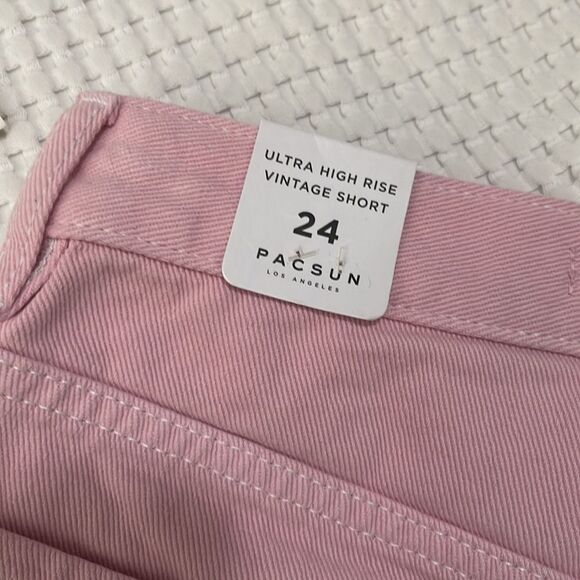 ULTRA HIGH RISE
VINTAGE SHORT
24
PACSUN
LOS ANGELES